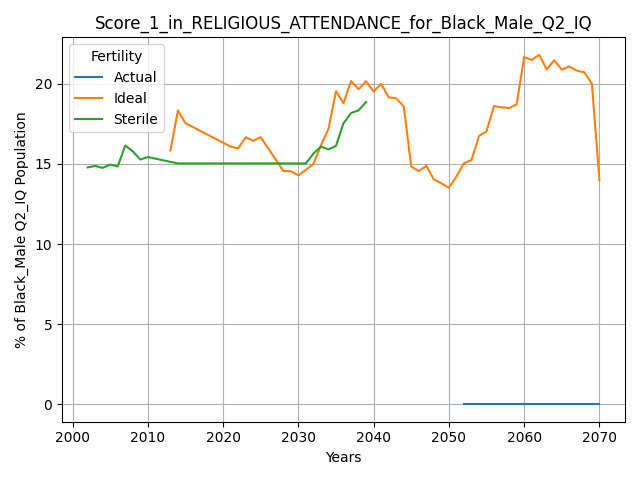 Score_1_in_RELIGIOUS_ATTENDANCE_for_Black_Male_Q2_IQ
Fertility
Actual
Ideal
Sterile
% of Black_Male Q2_IQ Population
20
15
10
5
0
2000 2010 2020 2030 2040 2050 2060 2070
Years